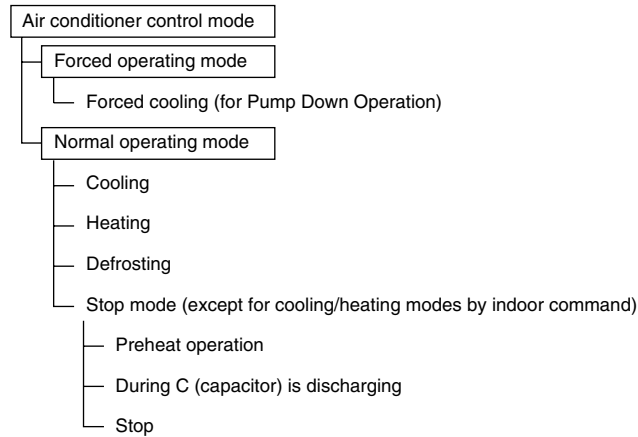 Air conditioner control mode
Forced operating mode
Forced cooling (for Pump Down Operation)
Normal operating mode
Cooling
Heating
Defrosting
Stop mode (except for cooling/heating modes by indoor command)
Preheat operation
During C (capacitor) is discharging
Stop